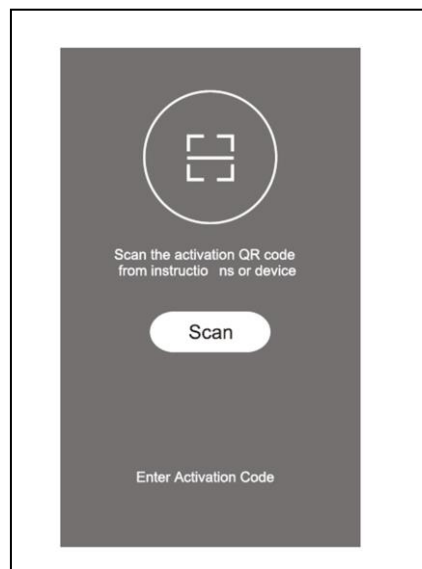 Scan the activation QR code
from instructio ns or device
Scan
Enter Activation Code